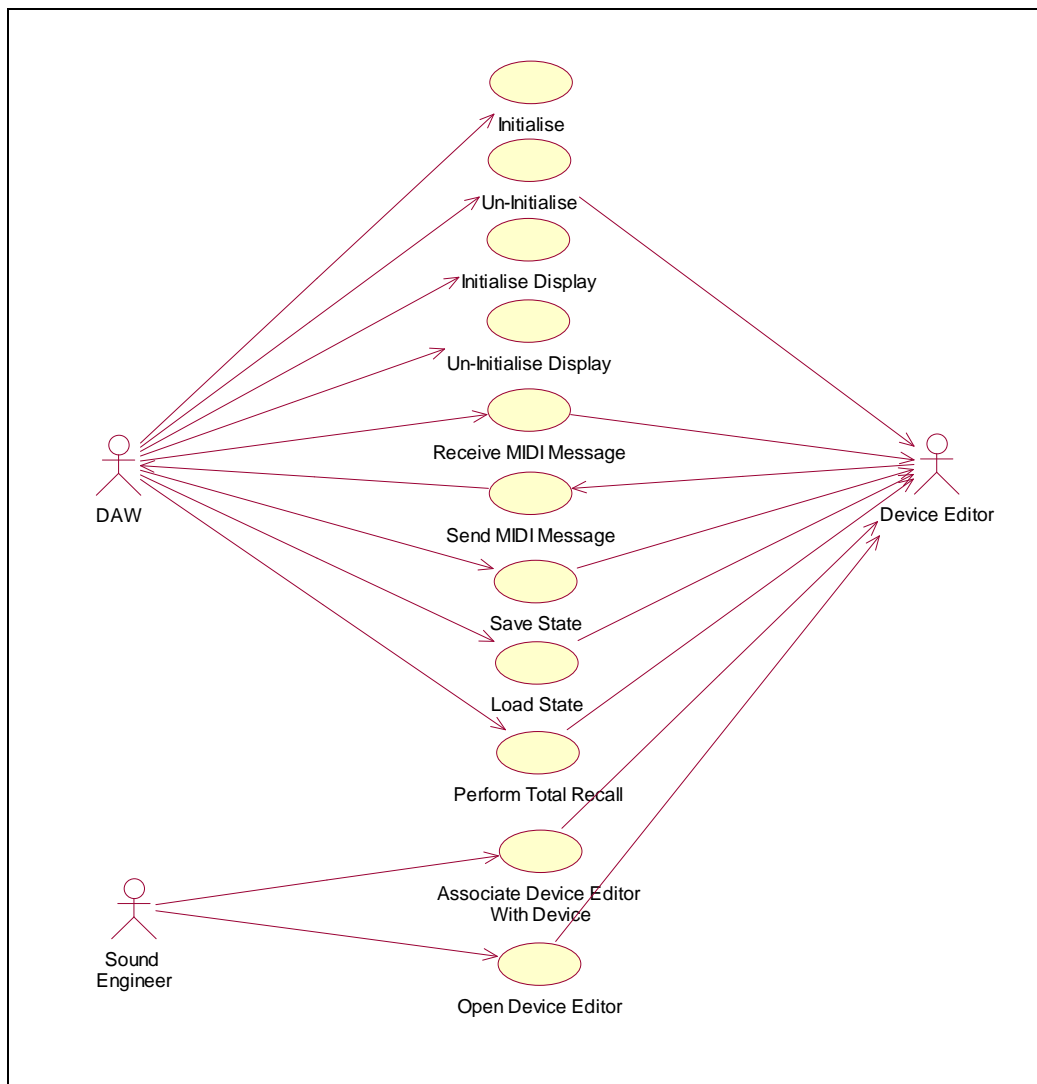 Initialise
Un-Initialise
Initialise Display
Un-Initialise Display
Receive MIDI Message
DAW
Device Editor
Send MIDI Message
Save State
Load State
Perform Total Recall
Associate Device Editor
With Device
Sound
Engineer
Open Device Editor